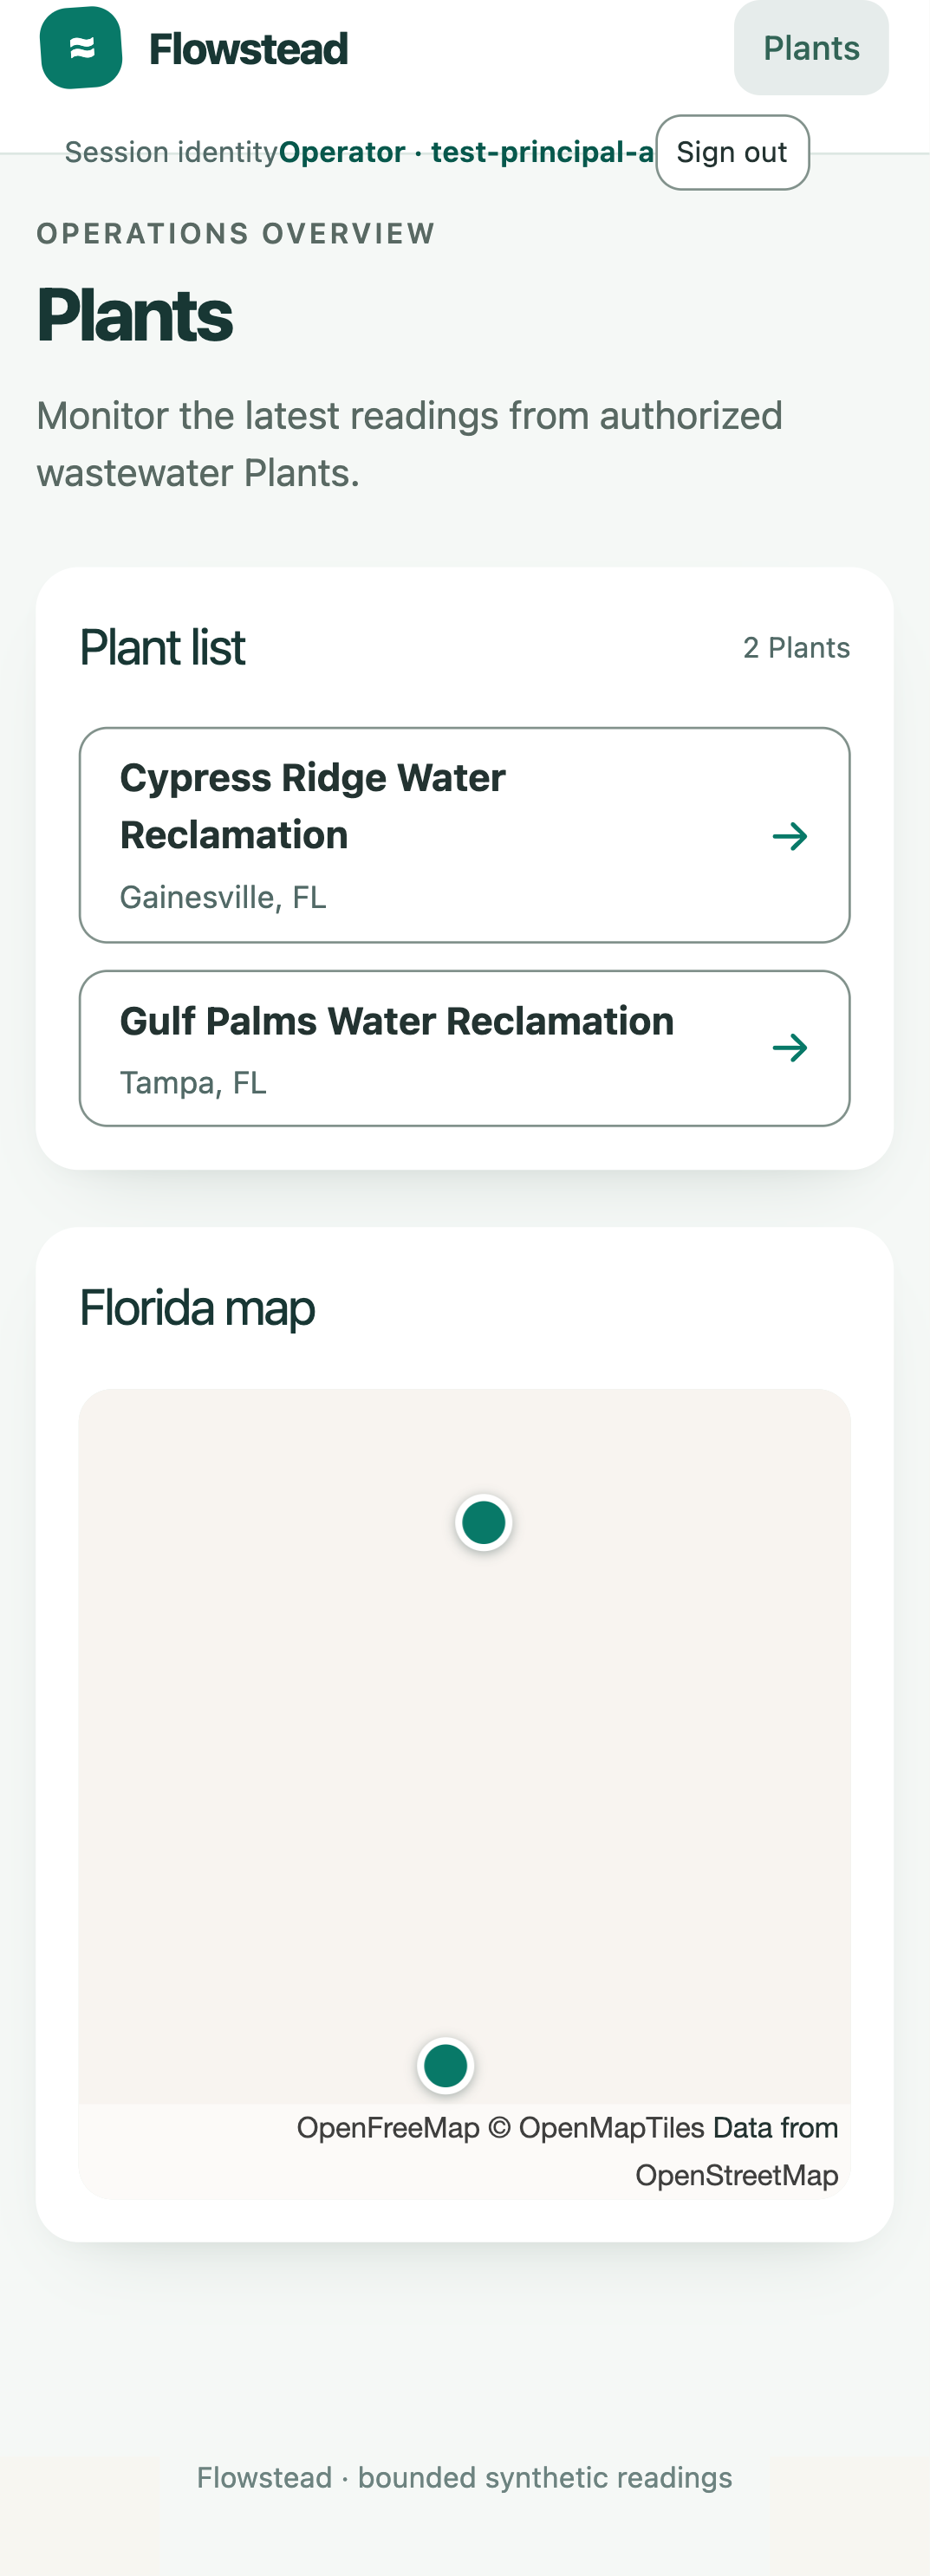 Flowstead
Plants
Session identityOperator · test-principal-a Sign out
OPERATIONS OVERVIEW
Plants
Monitor the latest readings from authorized
wastewater Plants.
Plant list
2 Plants
Cypress Ridge Water
Reclamation
Gainesville, FL
Gulf Palms Water Reclamation
Tampa, FL
Florida map
OpenFreeMap © OpenMapTiles Data from
OpenStreetMap
Flowstead · bounded synthetic readings